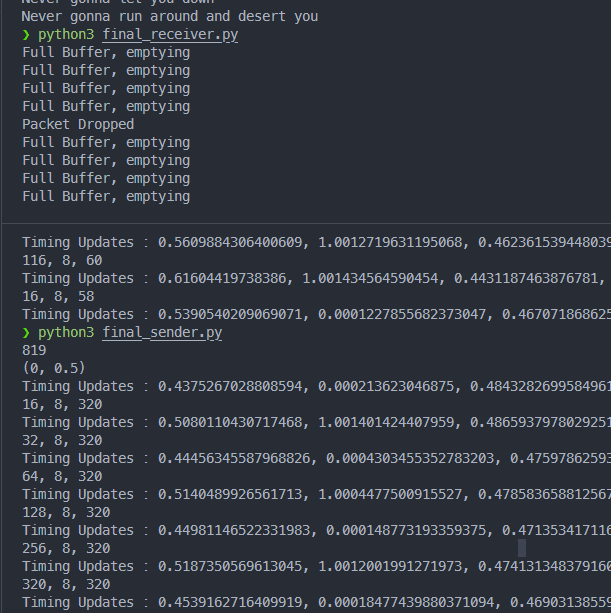 Never gonna let you down
Never gonna run around and desert you
❯ python3 final_receiver.py
Full Buffer, emptying
Full Buffer, emptying
Full Buffer, emptying
Full Buffer, emptying
Packet Dropped
Full Buffer, emptying
Full Buffer, emptying
Full Buffer, emptying
Full Buffer, emptying
Timing Updates : 0.5609884306400609, 1.0012719631195068, 0.462361539448039
116, 8, 60
Timing Updates : 0.61604419738386, 1.001434564590454, 0.4431187463876781,
16, 8, 58
Timing Updates : 0.5390540209069071, 0.0001227855682373047, 0.467071868625
❯ python3 final_sender.py
819
(0, 0.5)
Timing Updates : 0.4375267028808594, 0.000213623046875, 0.4843282699584961
16, 8, 320
Timing Updates : 0.5080110430717468, 1.001401424407959, 0.4865937978029251
32, 8, 320
Timing Updates : 0.44456345587968826, 0.0004303455352783203, 0.47597862593
64, 8, 320
Timing Updates : 0.5140489926561713, 1.0004477500915527, 0.478583658812567
128, 8, 320
Timing Updates : 0.44981146522331983, 0.000148773193359375, 0.471353417116
256, 8, 320
Timing Updates : 0.5187350569613045, 1.0012001991271973, 0.474131348379160
320, 8, 320
Timing Updates : 0.4539162716409919, 0.00018477439880371094, 0.46903138559